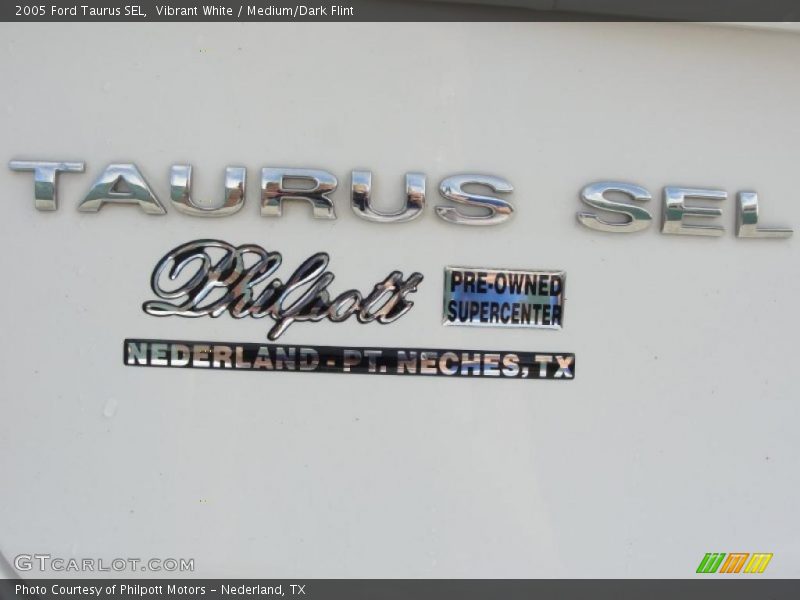 2005 Ford Taurus SEL, Vibrant White / Medium/Dark Flint
TAURUS SEL
Philpott
PRE-OWNED
SUPERCENTER
NEDERLAND - PT. NECHES, TX
GTCARLOT.COM
Photo Courtesy of Philpott Motors - Nederland, TX